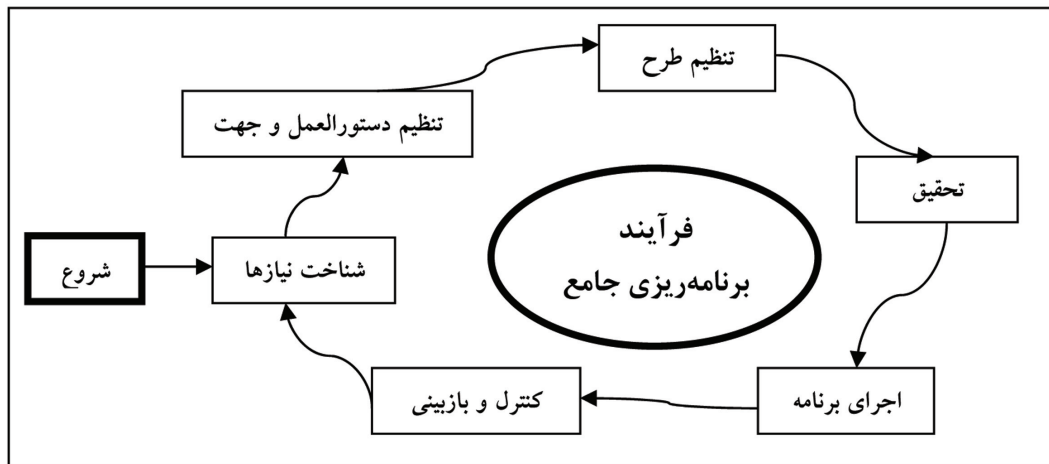 تنظیم طرح
تنظیم دستورالعمل و جهت
تحقیق
فرآیند
برنامه‌ریزی جامع
شروع
شناخت نیازها
اجرای برنامه
کنترل و بازبینی